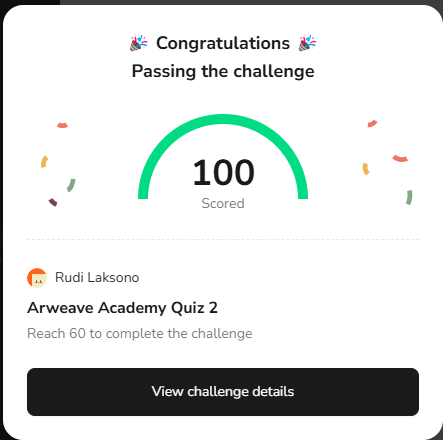 Congratulations
Passing the challenge
100
Scored
Rudi Laksono
Arweave Academy Quiz 2
Reach 60 to complete the challenge
View challenge details